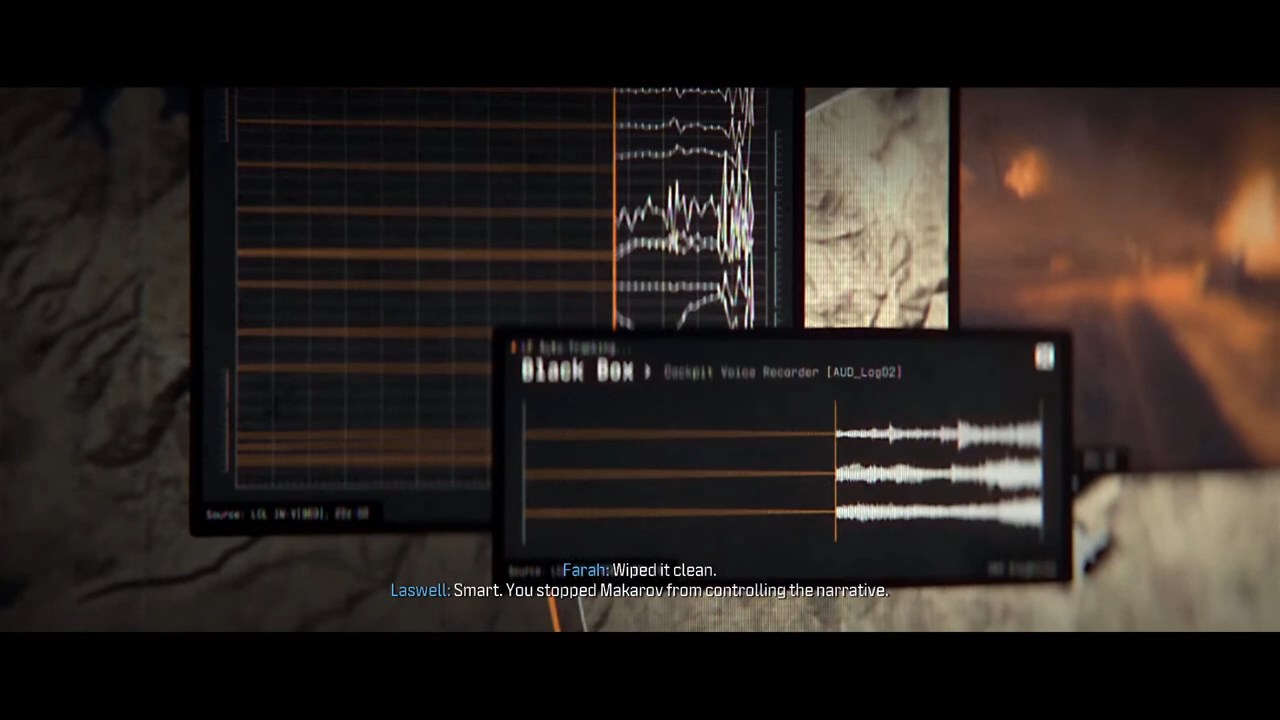 Black Box
Cockpit Voice Recorder [AUD_Log02]
Farah: Wiped it clean.
Laswell: Smart. You stopped Makarov from controlling the narrative.